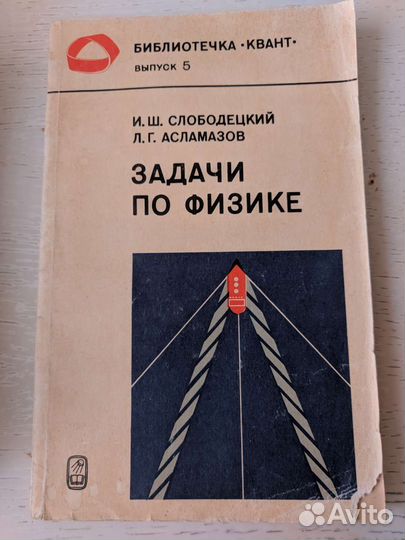 БИБЛИОТЕЧКА «КВАНТ»
ВЫПУСК 5
И. Ш. СЛОБОДЕЦКИЙ
Л. Г. АСЛАМАЗОВ
ЗАДАЧИ
ПО ФИЗИКЕ
Avito